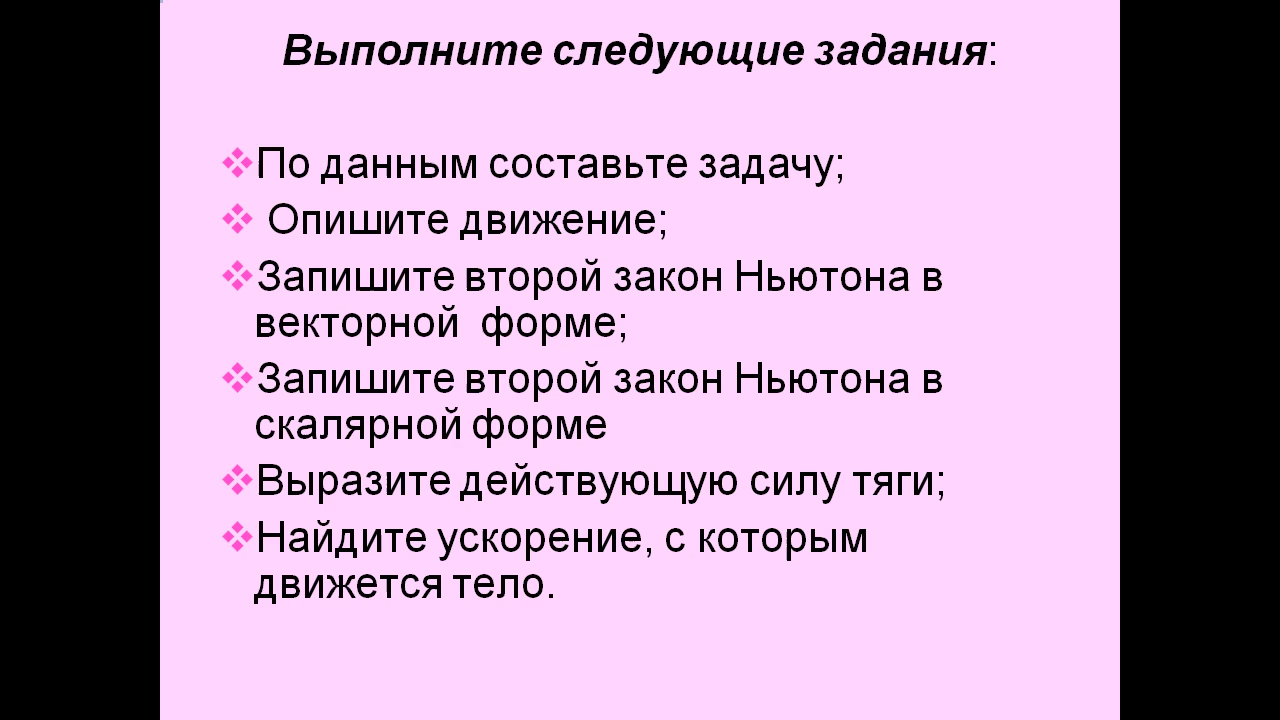 Выполните следующие задания:
❖По данным составьте задачу;
❖ Опишите движение;
❖Запишите второй закон Ньютона в
векторной  форме;
❖Запишите второй закон Ньютона в
скалярной форме
❖Выразите действующую силу тяги;
❖Найдите ускорение, с которым
движется тело.